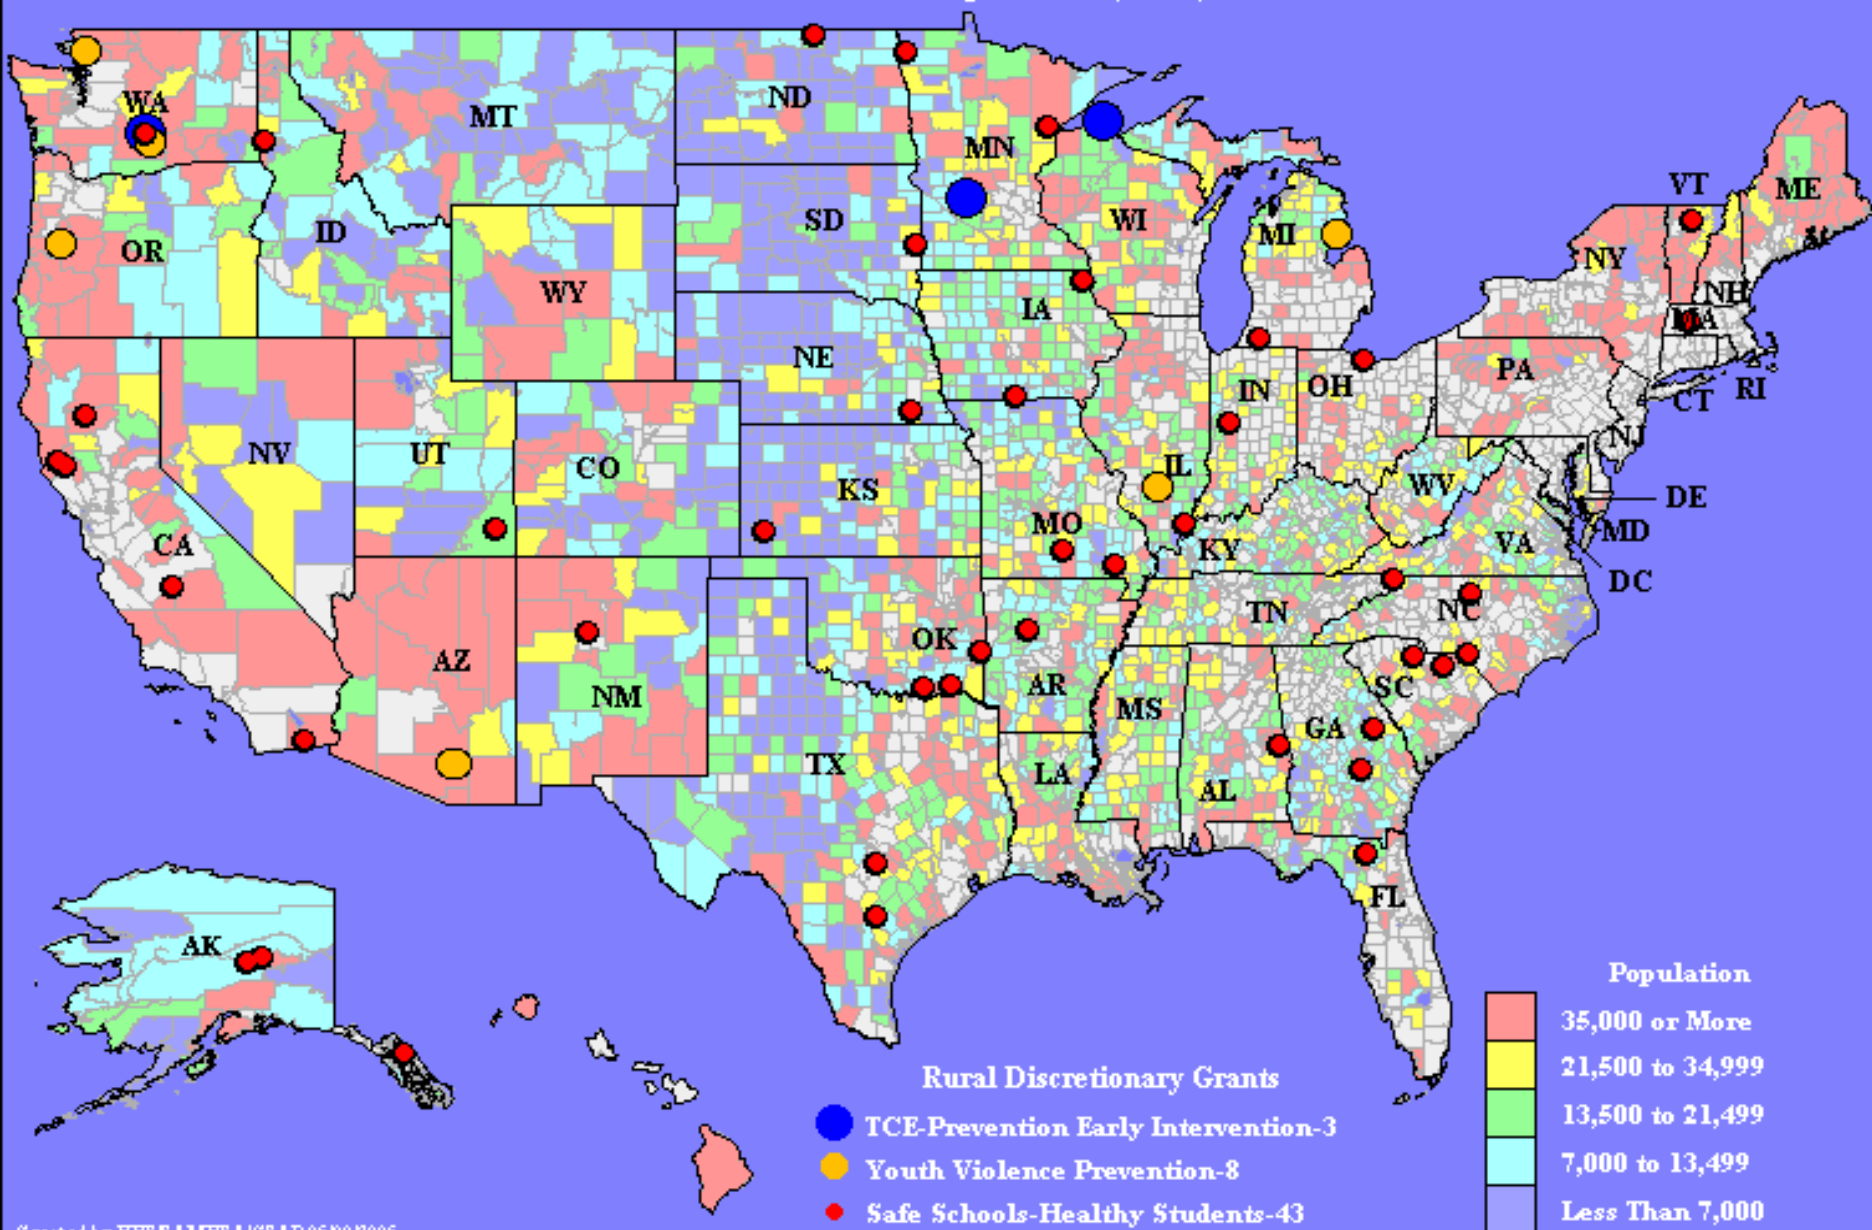 WA
MT
ND
MN
VT
ME
OR
ID
SD
WI
MI
NY
WY
IA
NH
MA
NE
IN
OH
PA
RI
CT
NV
UT
CO
KS
IL
NJ
WV
DE
MO
MD
CA
KY
VA
DC
OK
TN
NC
AZ
NM
AR
MS
SC
GA
TX
LA
AL
FL
AK
Population
35,000 or More
21,500 to 34,999
13,500 to 21,499
7,000 to 13,499
Less Than 7,000
Rural Discretionary Grants
TCE-Prevention Early Intervention-3
Youth Violence Prevention-8
Safe Schools-Healthy Students-43